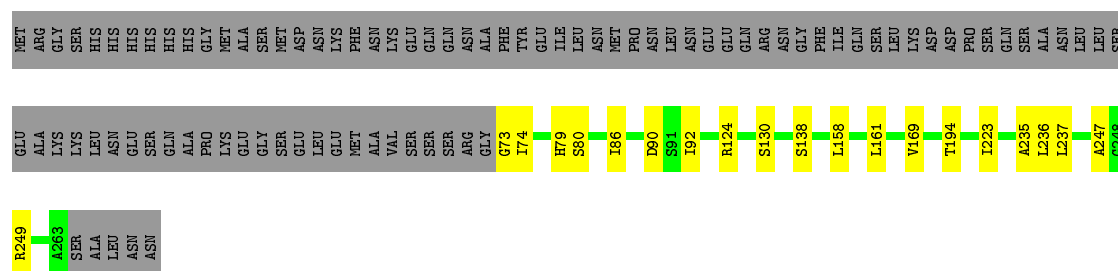 MET ARG GLY SER HIS HIS HIS HIS HIS HIS GLY MET ALA SER MET ASP ASN LYS PHE ASN LYS GLU GLN GLN ASN ALA PHE TYR GLU ILE LEU ASN MET PRO ASN LEU ASN GLU GLU GLN ARG ASN GLY PHE ILE GLN SER LEU LYS ASP ASP PRO SER GLN SER ALA ASN LEU LEU SER
GLU ALA LYS LYS LEU ASN GLU SER GLN ALA PRO LYS GLU GLY SER GLU LEU GLU MET ALA VAL SER SER SER ARG GLY G73 I74 H79 S80 I86 D90 S91 I92 R124 S130 S138 L158 L161 V169 T194 I223 A235 L236 L237 A247 G248
R249 A263 SER ALA LEU ASN ASN